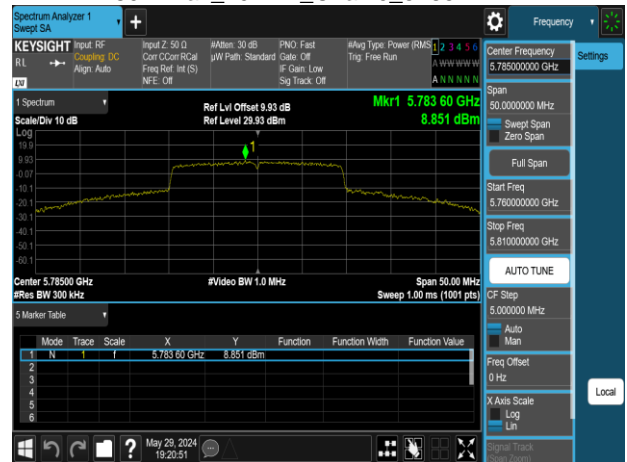 Spectrum Analyzer 1
Swept SA
Frequency
KEYSIGHT
RL
LXI
Input: RF
Coupling: DC
Align: Auto
Input Z: 50 Ω
Corr CCorr RCal
Freq Ref: Int (S)
NFE: Off
#Atten: 30 dB
µW Path: Standard
PNO: Fast
Gate: Off
IF Gain: Low
Sig Track: Off
#Avg Type: Power (RMS
Trig: Free Run
1 2 3 4 5 6
A W W W W W
A N N N N N
Center Frequency
5.785000000 GHz
Settings
Span
50.0000000 MHz
Swept Span
Zero Span
Full Span
Start Freq
5.760000000 GHz
Stop Freq
5.810000000 GHz
AUTO TUNE
CF Step
5.000000 MHz
Auto
Man
Freq Offset
0 Hz
X Axis Scale
Log
Lin
Signal Track
(Span Zoom)
Local
1 Spectrum
Scale/Div 10 dB
Ref Lvl Offset 9.93 dB
Ref Level 29.93 dBm
Mkr1 5.783 60 GHz
8.851 dBm
Log
19.9
9.93
-0.07
-10.1
-20.1
-30.1
-40.1
-50.1
-60.1
1
Center 5.78500 GHz
#Video BW 1.0 MHz
Span 50.00 MHz
#Res BW 300 kHz
Sweep 1.00 ms (1001 pts)
5 Marker Table
Mode Trace Scale X Y Function Function Width Function Value
1 N 1 f 5.783 60 GHz 8.851 dBm
2
3
4
5
6
?
May 29, 2024
19:20:51